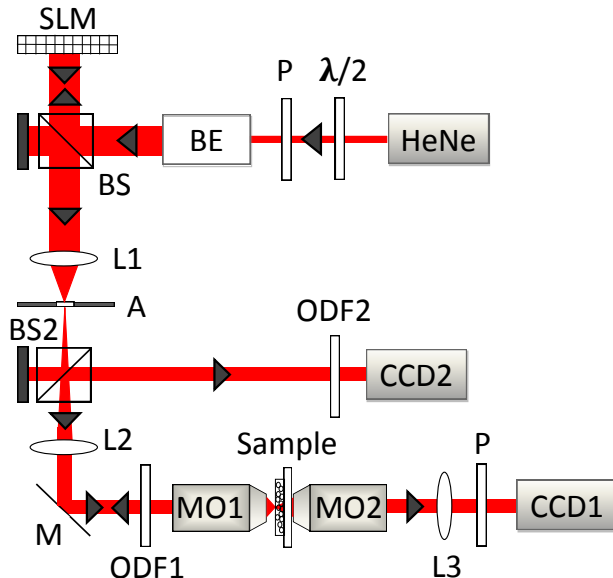 SLM
P
λ/2
BE
HeNe
BS
L1
A
BS2
ODF2
CCD2
L2
Sample
P
MO1
MO2
CCD1
M
ODF1
L3